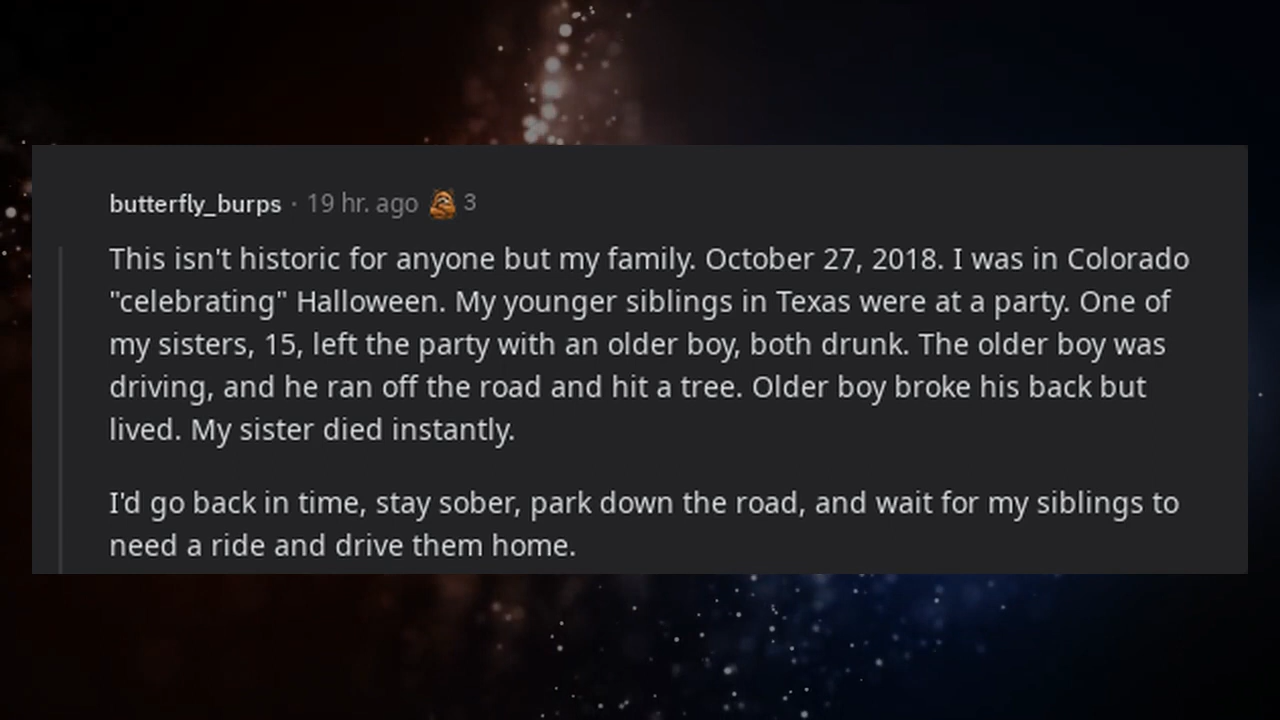 butterfly_burps · 19 hr. ago 3
This isn't historic for anyone but my family. October 27, 2018. I was in Colorado
"celebrating" Halloween. My younger siblings in Texas were at a party. One of
my sisters, 15, left the party with an older boy, both drunk. The older boy was
driving, and he ran off the road and hit a tree. Older boy broke his back but
lived. My sister died instantly.
I'd go back in time, stay sober, park down the road, and wait for my siblings to
need a ride and drive them home.